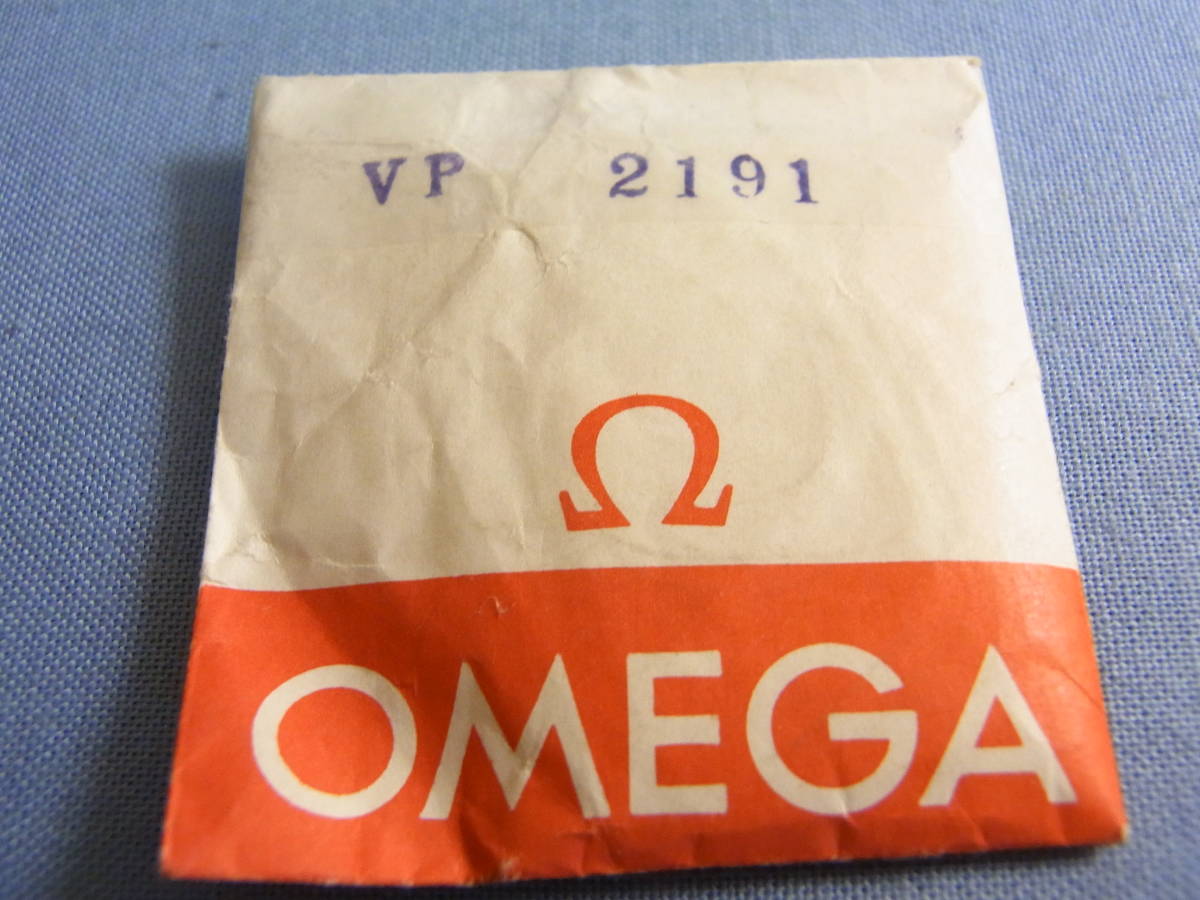 VP 2191
Ω
OMEGA